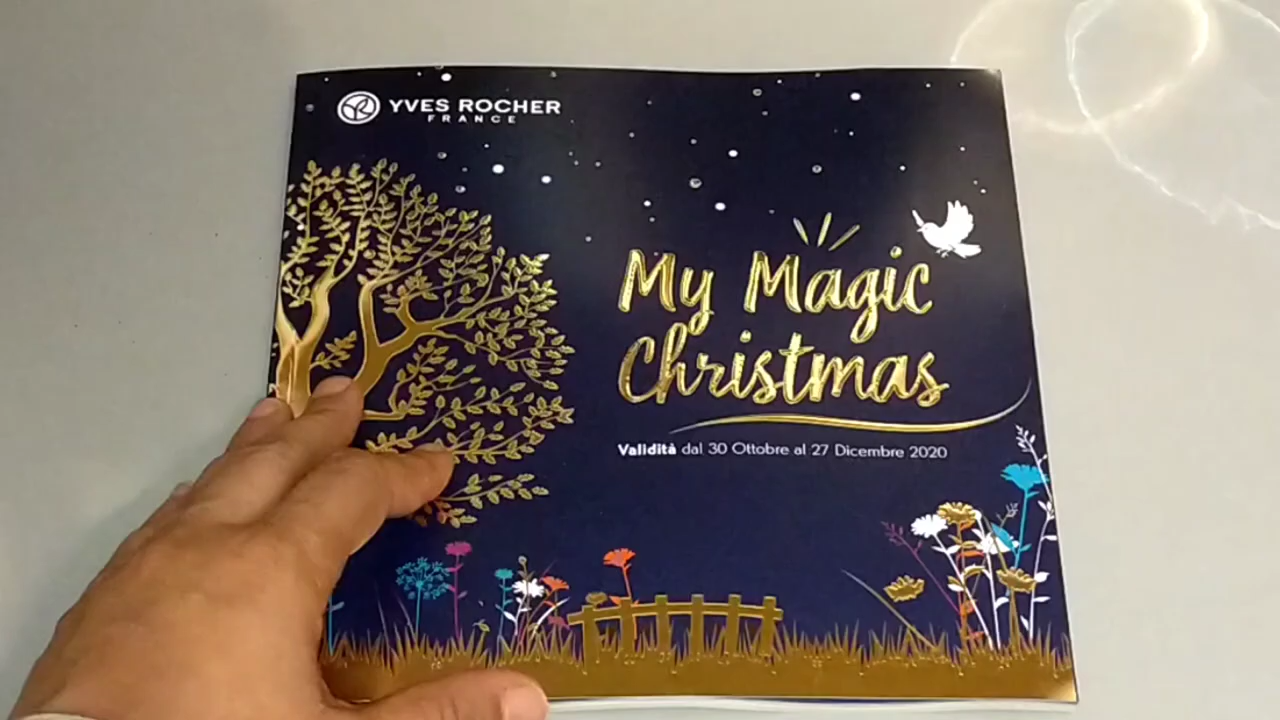 YVES ROCHER
FRANCE
My Magic
Christmas
Validità dal 30 Ottobre al 27 Dicembre 2020